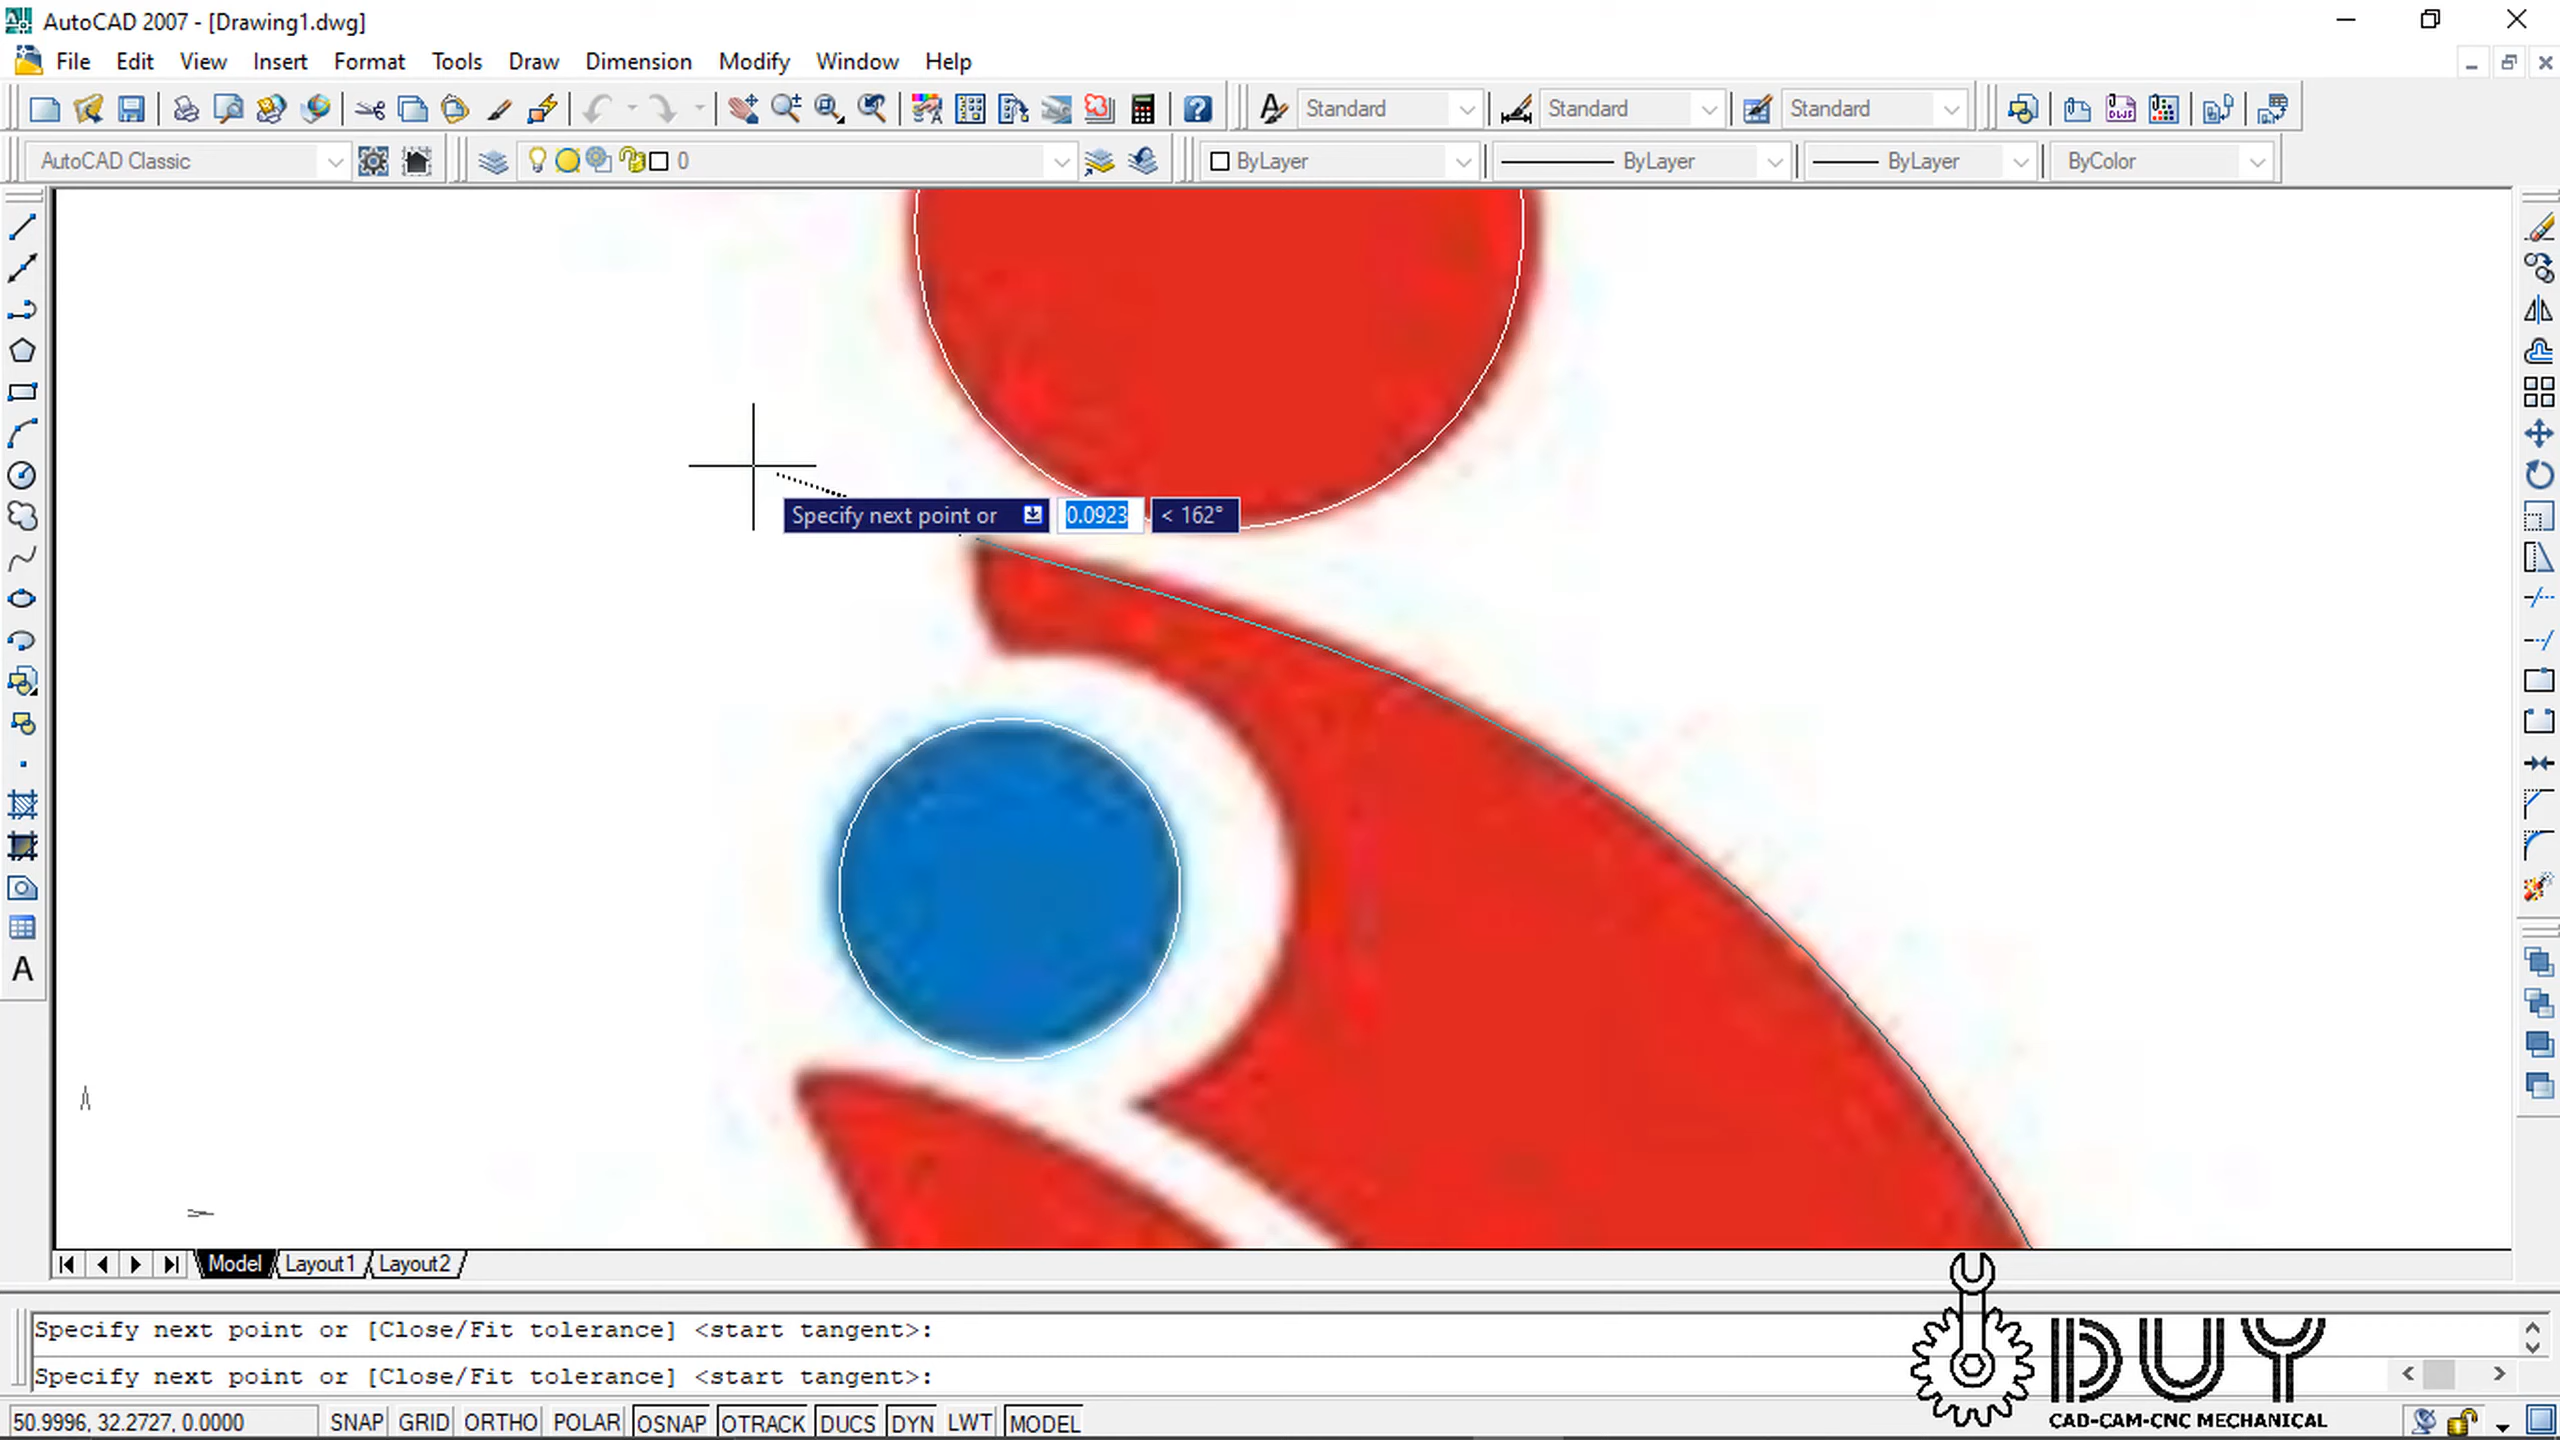 AutoCAD 2007 - [Drawing1.dwg]
File Edit View Insert Format Tools Draw Dimension Modify Window Help
Standard Standard Standard
AutoCAD Classic 0 ByLayer ByLayer ByLayer ByColor
Specify next point or 0.0923 < 162°
A
Model Layout1 Layout2
Specify next point or [Close/Fit tolerance] <start tangent>:
Specify next point or [Close/Fit tolerance] <start tangent>:
DUY
CAD-CAM-CNC MECHANICAL
50.9996, 32.2727, 0.0000 SNAP GRID ORTHO POLAR OSNAP OTRACK DUCS DYN LWT MODEL